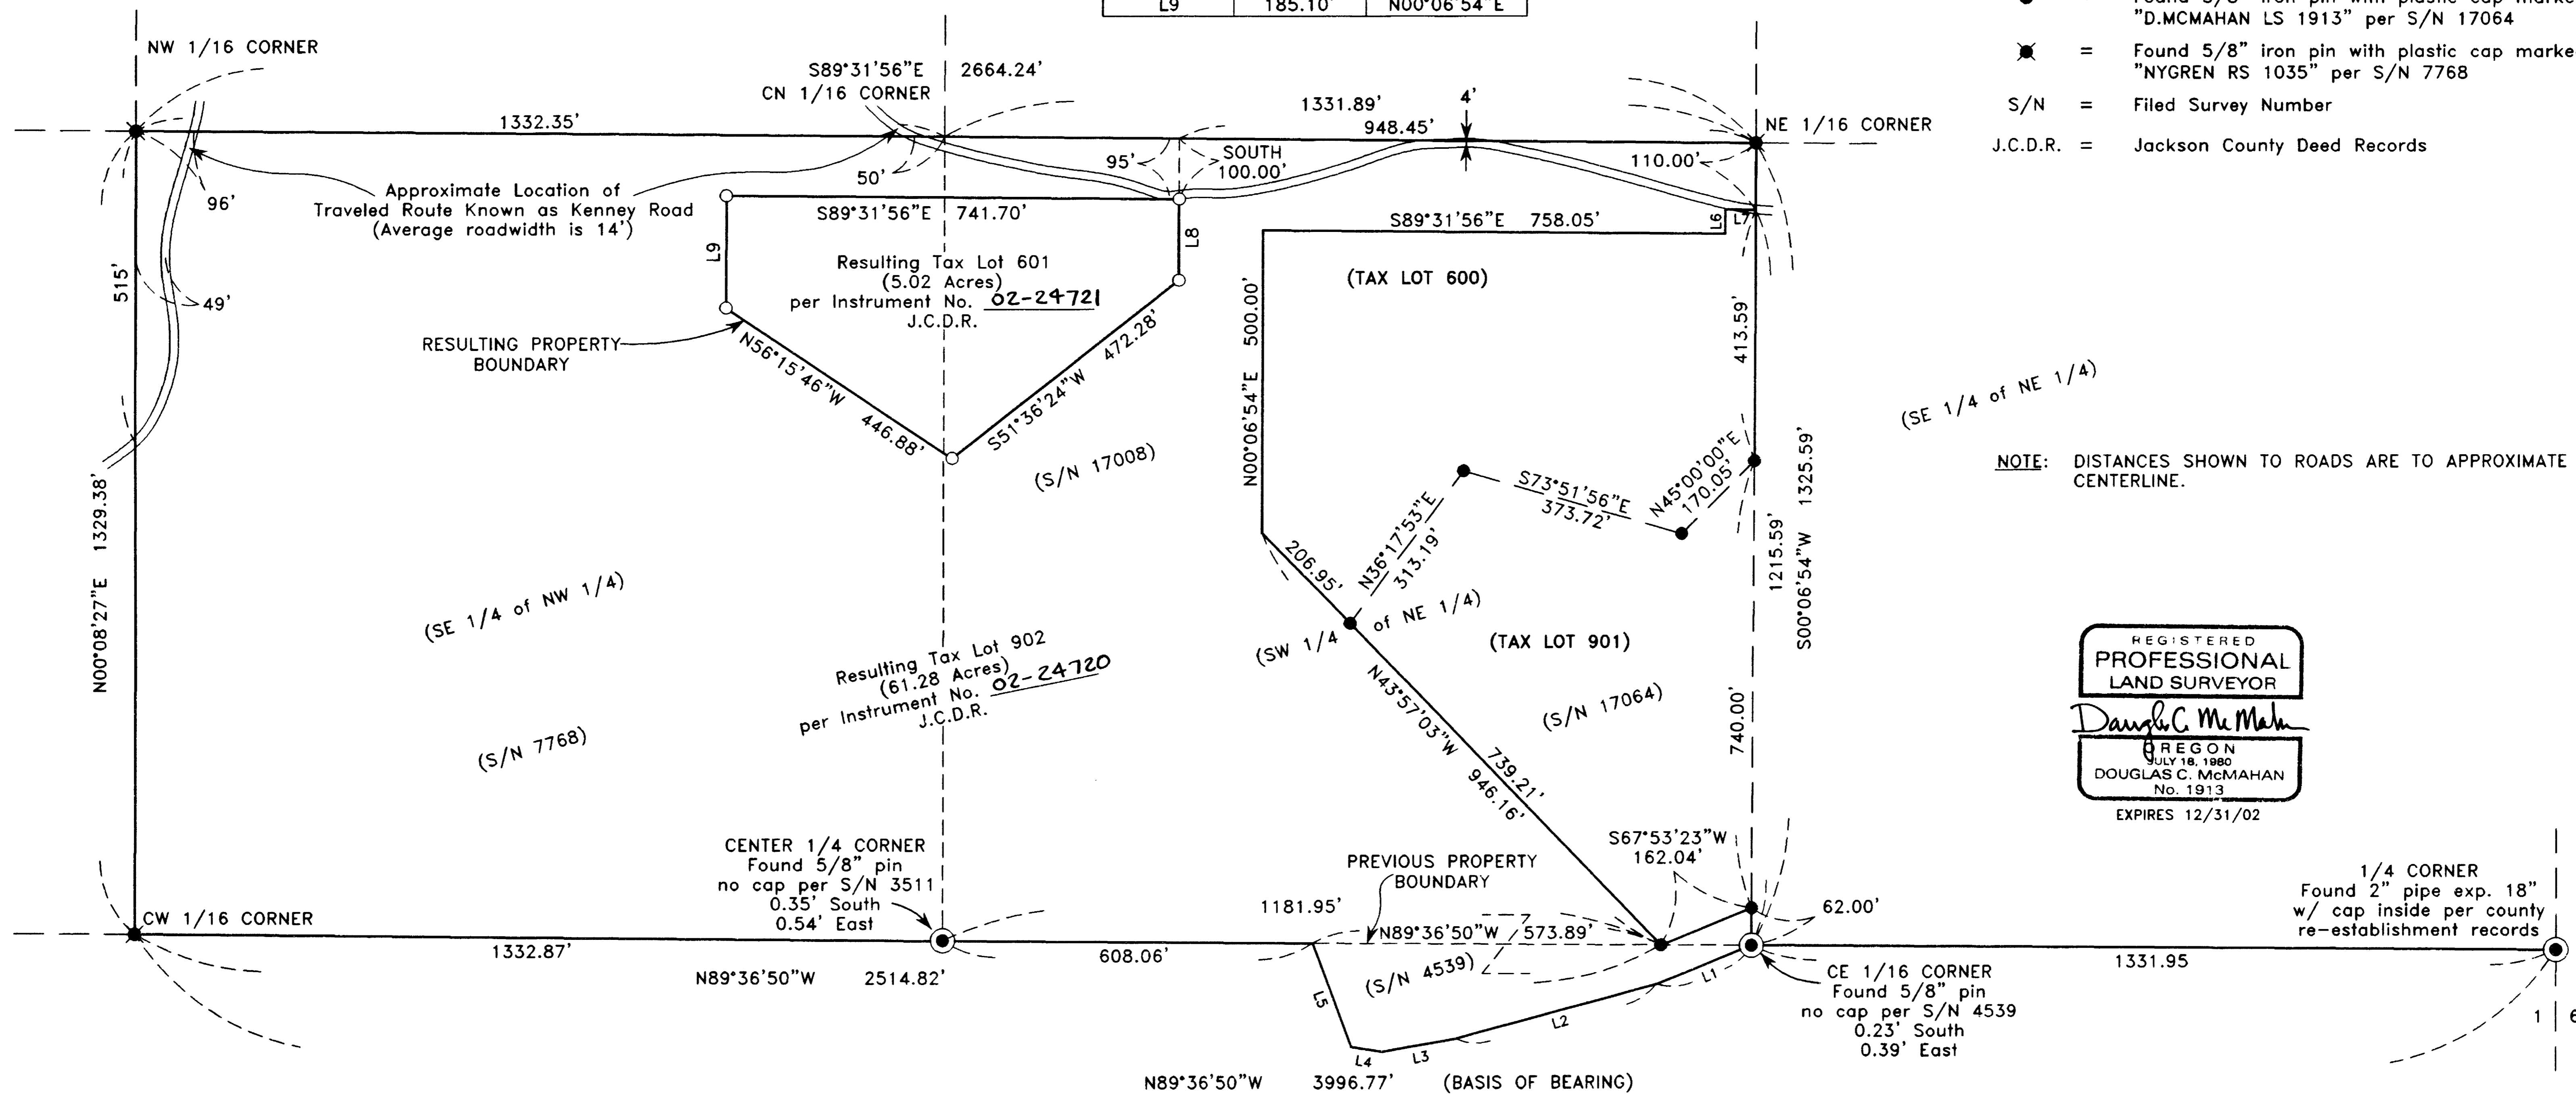 L9 185.10' N00°06'54"E
"D.MCMAHAN LS 1913" per S/N 17064
= Found 5/8" iron pin with plastic cap marke
"NYGREN RS 1035" per S/N 7768
S/N = Filed Survey Number
J.C.D.R. = Jackson County Deed Records
NW 1/16 CORNER
S89°31'56"E 2664.24'
CN 1/16 CORNER
1332.35'
1331.89'
948.45'
4'
NE 1/16 CORNER
95'
SOUTH
100.00'
110.00'
50'
96'
Approximate Location of
Traveled Route Known as Kenney Road
(Average roadwidth is 14')
S89°31'56"E 741.70'
S89°31'56"E 758.05'
L6
L7
L9
L8
Resulting Tax Lot 601
(5.02 Acres)
per Instrument No. 02-24721
J.C.D.R.
(TAX LOT 600)
515'
49'
RESULTING PROPERTY
BOUNDARY
N56°15'46"W 446.88'
S51°36'24"W 472.28'
N00°06'54"E 500.00'
413.59'
(SE 1/4 of NE 1/4)
(S/N 17008)
NOTE: DISTANCES SHOWN TO ROADS ARE TO APPROXIMATE
CENTERLINE.
N45°00'00"E
170.05'
S73°51'56"E
373.72'
N36°17'53"E
313.19'
206.95'
1215.59'
S00°06'54"W 1325.59'
N00°08'27"E 1329.38'
(SE 1/4 of NW 1/4)
(SW 1/4 of NE 1/4)
(TAX LOT 901)
Resulting Tax Lot 902
(61.28 Acres)
per Instrument No. 02-24720
J.C.D.R.
(S/N 7768)
(S/N 17064)
N43°57'03"W 946.16'
739.21'
740.00'
REGISTERED
PROFESSIONAL
LAND SURVEYOR
Douglas C. McMahan
OREGON
JULY 18, 1980
DOUGLAS C. McMAHAN
No. 1913
EXPIRES 12/31/02
CENTER 1/4 CORNER
Found 5/8" pin
no cap per S/N 3511
0.35' South
0.54' East
PREVIOUS PROPERTY
BOUNDARY
S67°53'23"W
162.04'
62.00'
1/4 CORNER
Found 2" pipe exp. 18"
w/ cap inside per county
re-establishment records
CW 1/16 CORNER
1181.95'
N89°36'50"W 573.89'
1332.87'
608.06'
(S/N 4539)
1331.95
N89°36'50"W 2514.82'
L1
L5
L2
L4
L3
CE 1/16 CORNER
Found 5/8" pin
no cap per S/N 4539
0.23' South
0.39' East
1
N89°36'50"W 3996.77' (BASIS OF BEARING)